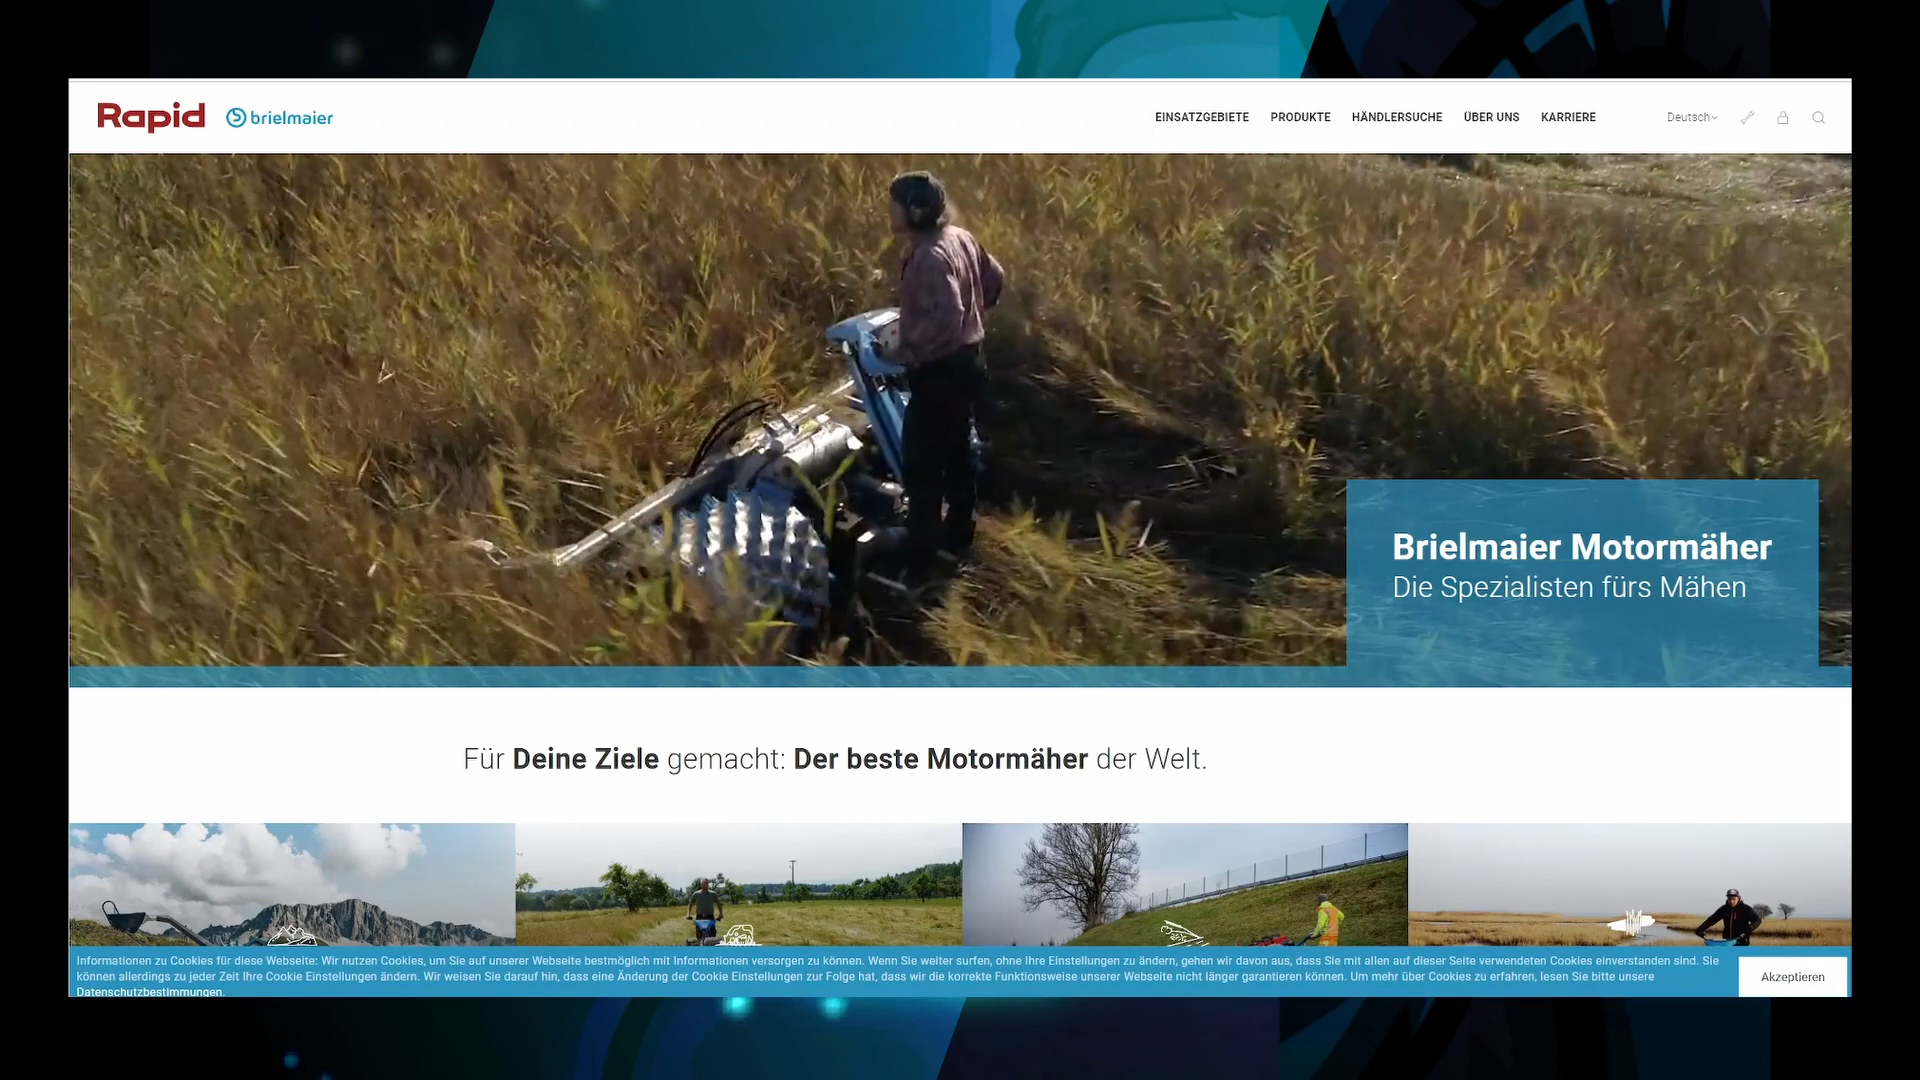 Rapid brielmaier
EINSATZGEBIETE PRODUKTE HÄNDLERSUCHE ÜBER UNS KARRIERE Deutsch
Brielmaier Motormäher
Die Spezialisten fürs Mähen
Für Deine Ziele gemacht: Der beste Motormäher der Welt.
Informationen zu Cookies für diese Webseite: Wir nutzen Cookies, um Sie auf unserer Webseite bestmöglich mit Informationen versorgen zu können. Wenn Sie weiter surfen, ohne Ihre Einstellungen zu ändern, gehen wir davon aus, dass Sie mit allen auf dieser Seite verwendeten Cookies einverstanden sind. Sie
können allerdings zu jeder Zeit Ihre Cookie Einstellungen ändern. Wir weisen Sie darauf hin, dass eine Änderung der Cookie Einstellungen zur Folge hat, dass wir die korrekte Funktionsweise unserer Webseite nicht länger garantieren können. Um mehr über Cookies zu erfahren, lesen Sie bitte unsere
Datenschutzbestimmungen.
Akzeptieren